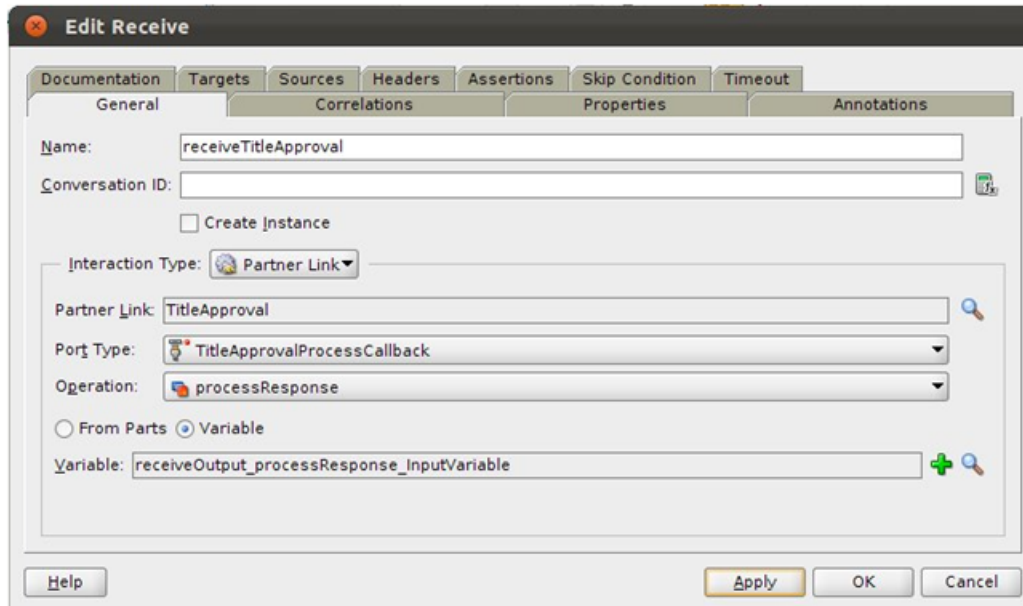 Edit Receive
Documentation Targets Sources Headers Assertions Skip Condition Timeout
General Correlations Properties Annotations
Name: receiveTitleApproval
Conversation ID:
Create Instance
Interaction Type: Partner Link
Partner Link: TitleApproval
Port Type: TitleApprovalProcessCallback
Operation: processResponse
From Parts Variable
Variable: receiveOutput_processResponse_InputVariable
Help Apply OK Cancel